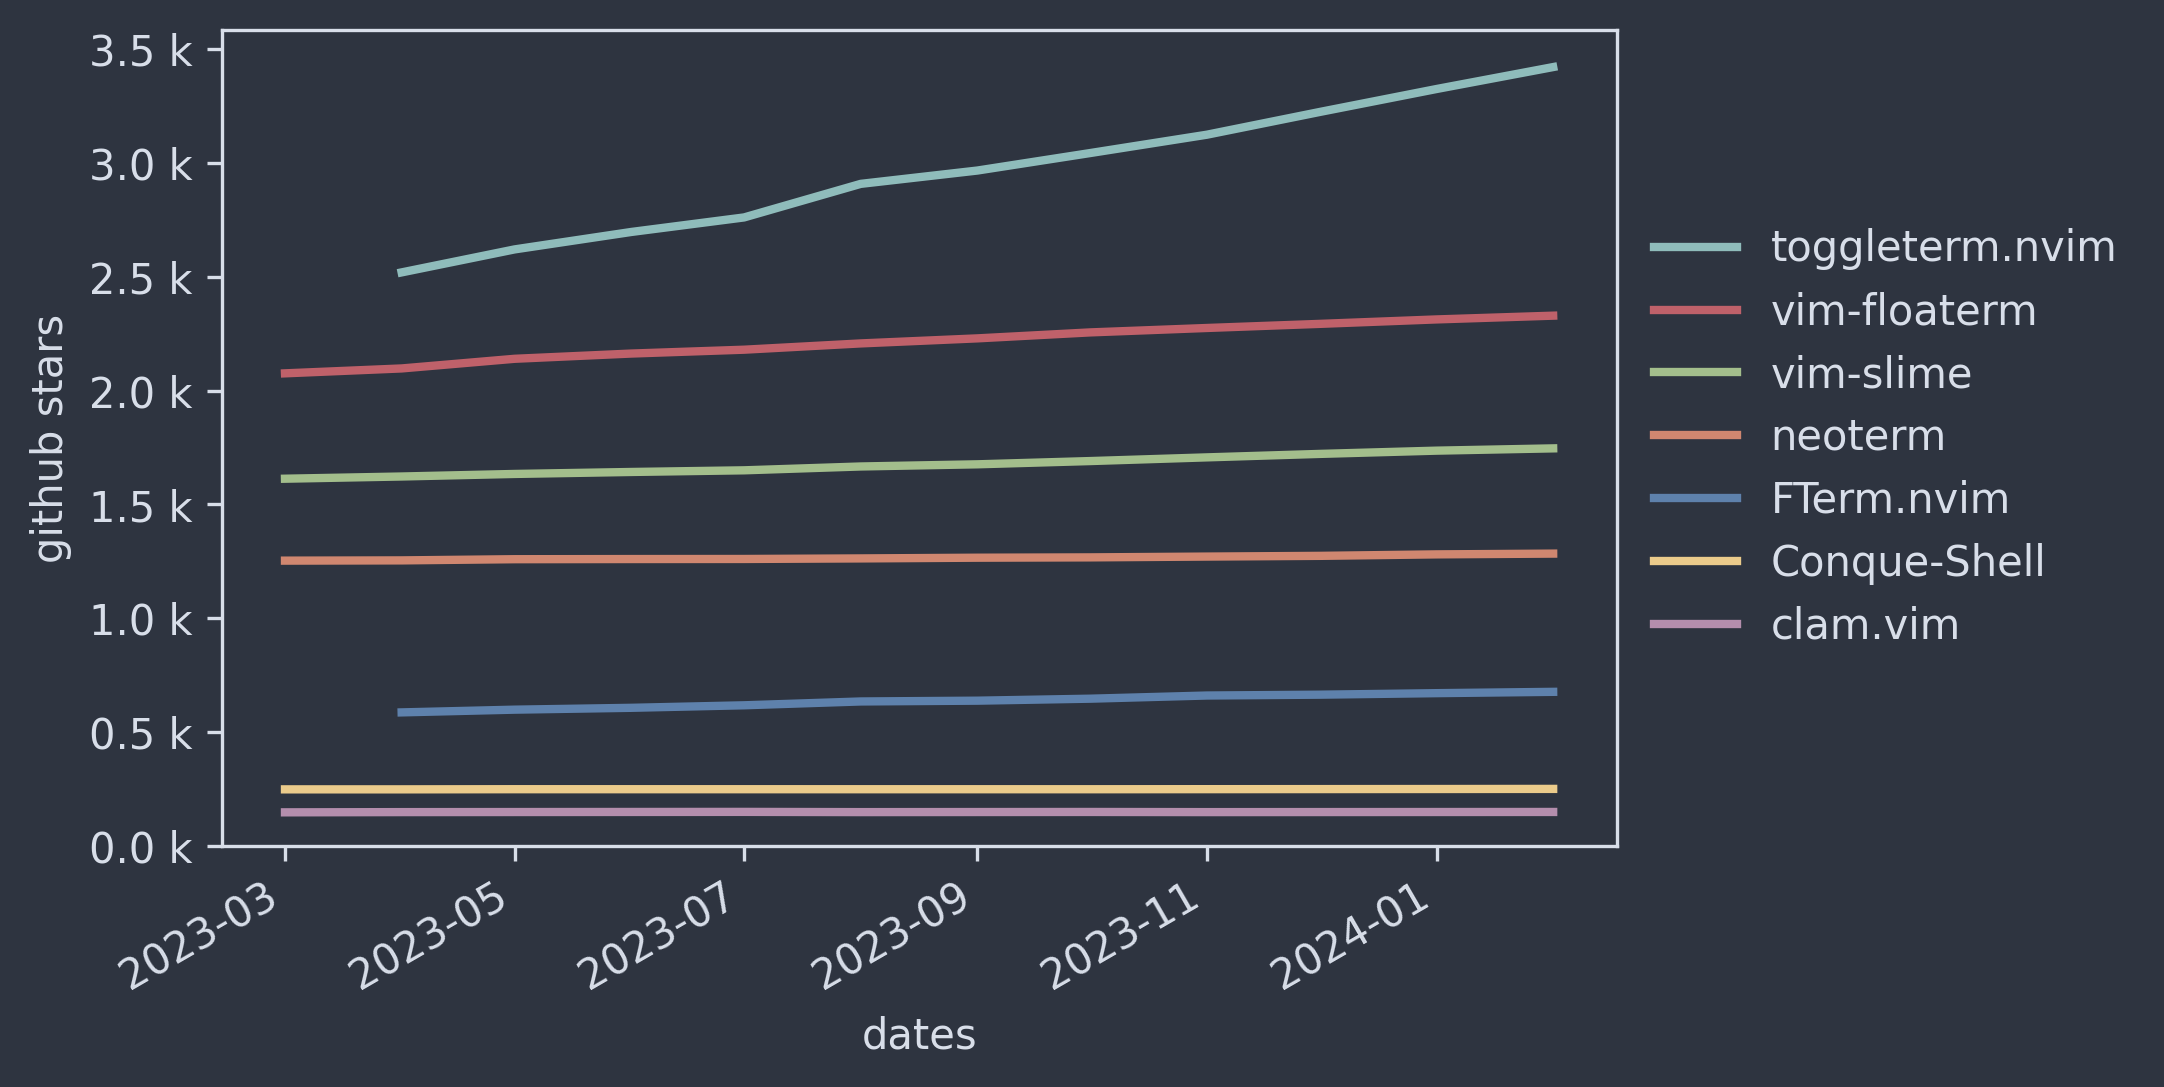 3.5 k
3.0 k
2.5 k
2.0 k
1.5 k
1.0 k
0.5 k
0.0 k
github stars
2023-03
2023-05
2023-07
2023-09
2023-11
2024-01
dates
toggleterm.nvim
vim-floaterm
vim-slime
neoterm
FTerm.nvim
Conque-Shell
clam.vim